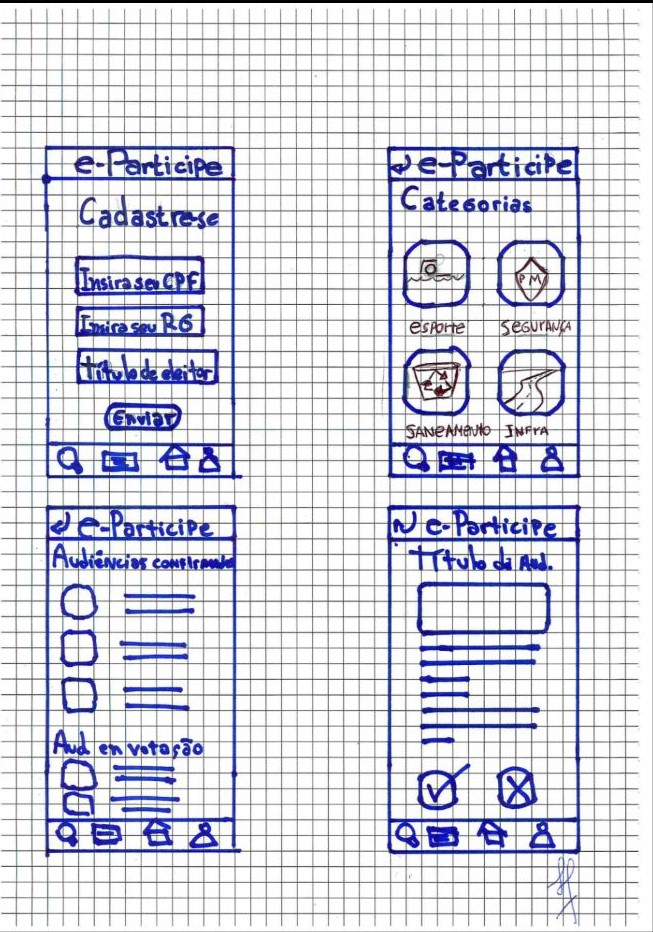 e-Participe
Cadastre-se
Insira seu CPF
Insira seu RG
título de eleitor
Enviar
e-Participe
Categorias
PM
esporte
SEGURANÇA
SANEAMENTO
INFRA
e-Participe
Audiências confirmadas
Aud em votação
e-Participe
Título da Aud.